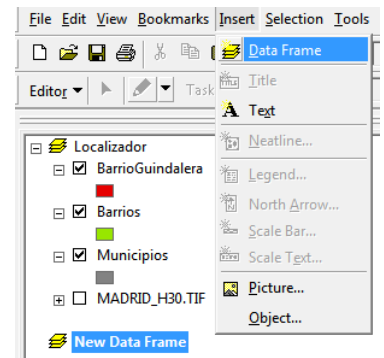 File Edit View Bookmarks Insert Selection Tools
Data Frame
Title
Editor Task
Text
Neatline...
Localizador
BarrioGuindalera
Legend...
North Arrow...
Barrios
Scale Bar...
Municipios
Scale Text...
MADRID_H30.TIF
Picture...
Object...
New Data Frame